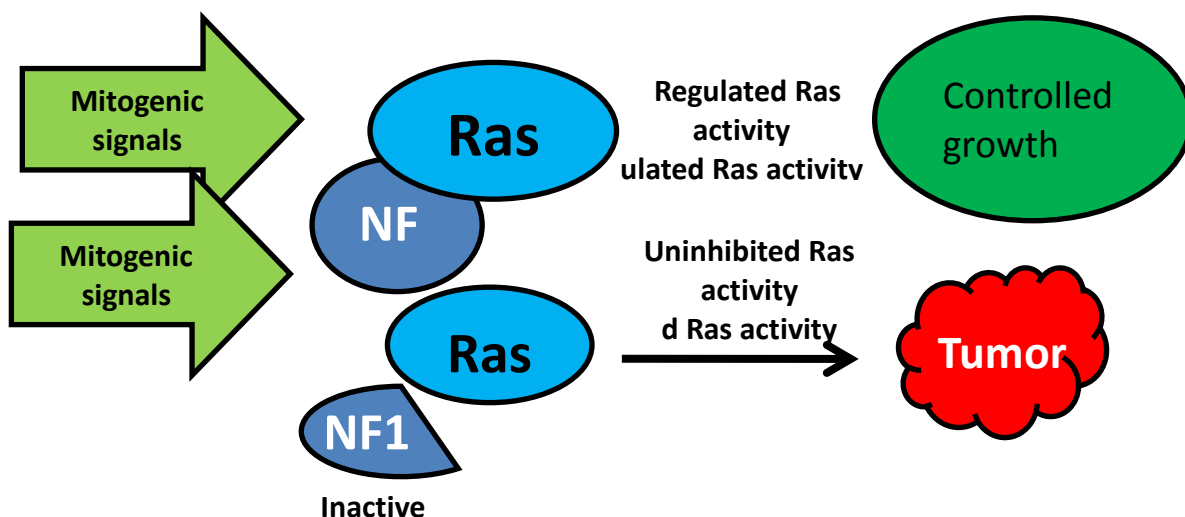 Mitogenic
signals
Ras
NF
Regulated Ras
activity
ulated Ras activity
Controlled
growth
Mitogenic
signals
Ras
NF1
Inactive
Uninhibited Ras
activity
d Ras activity
Tumor